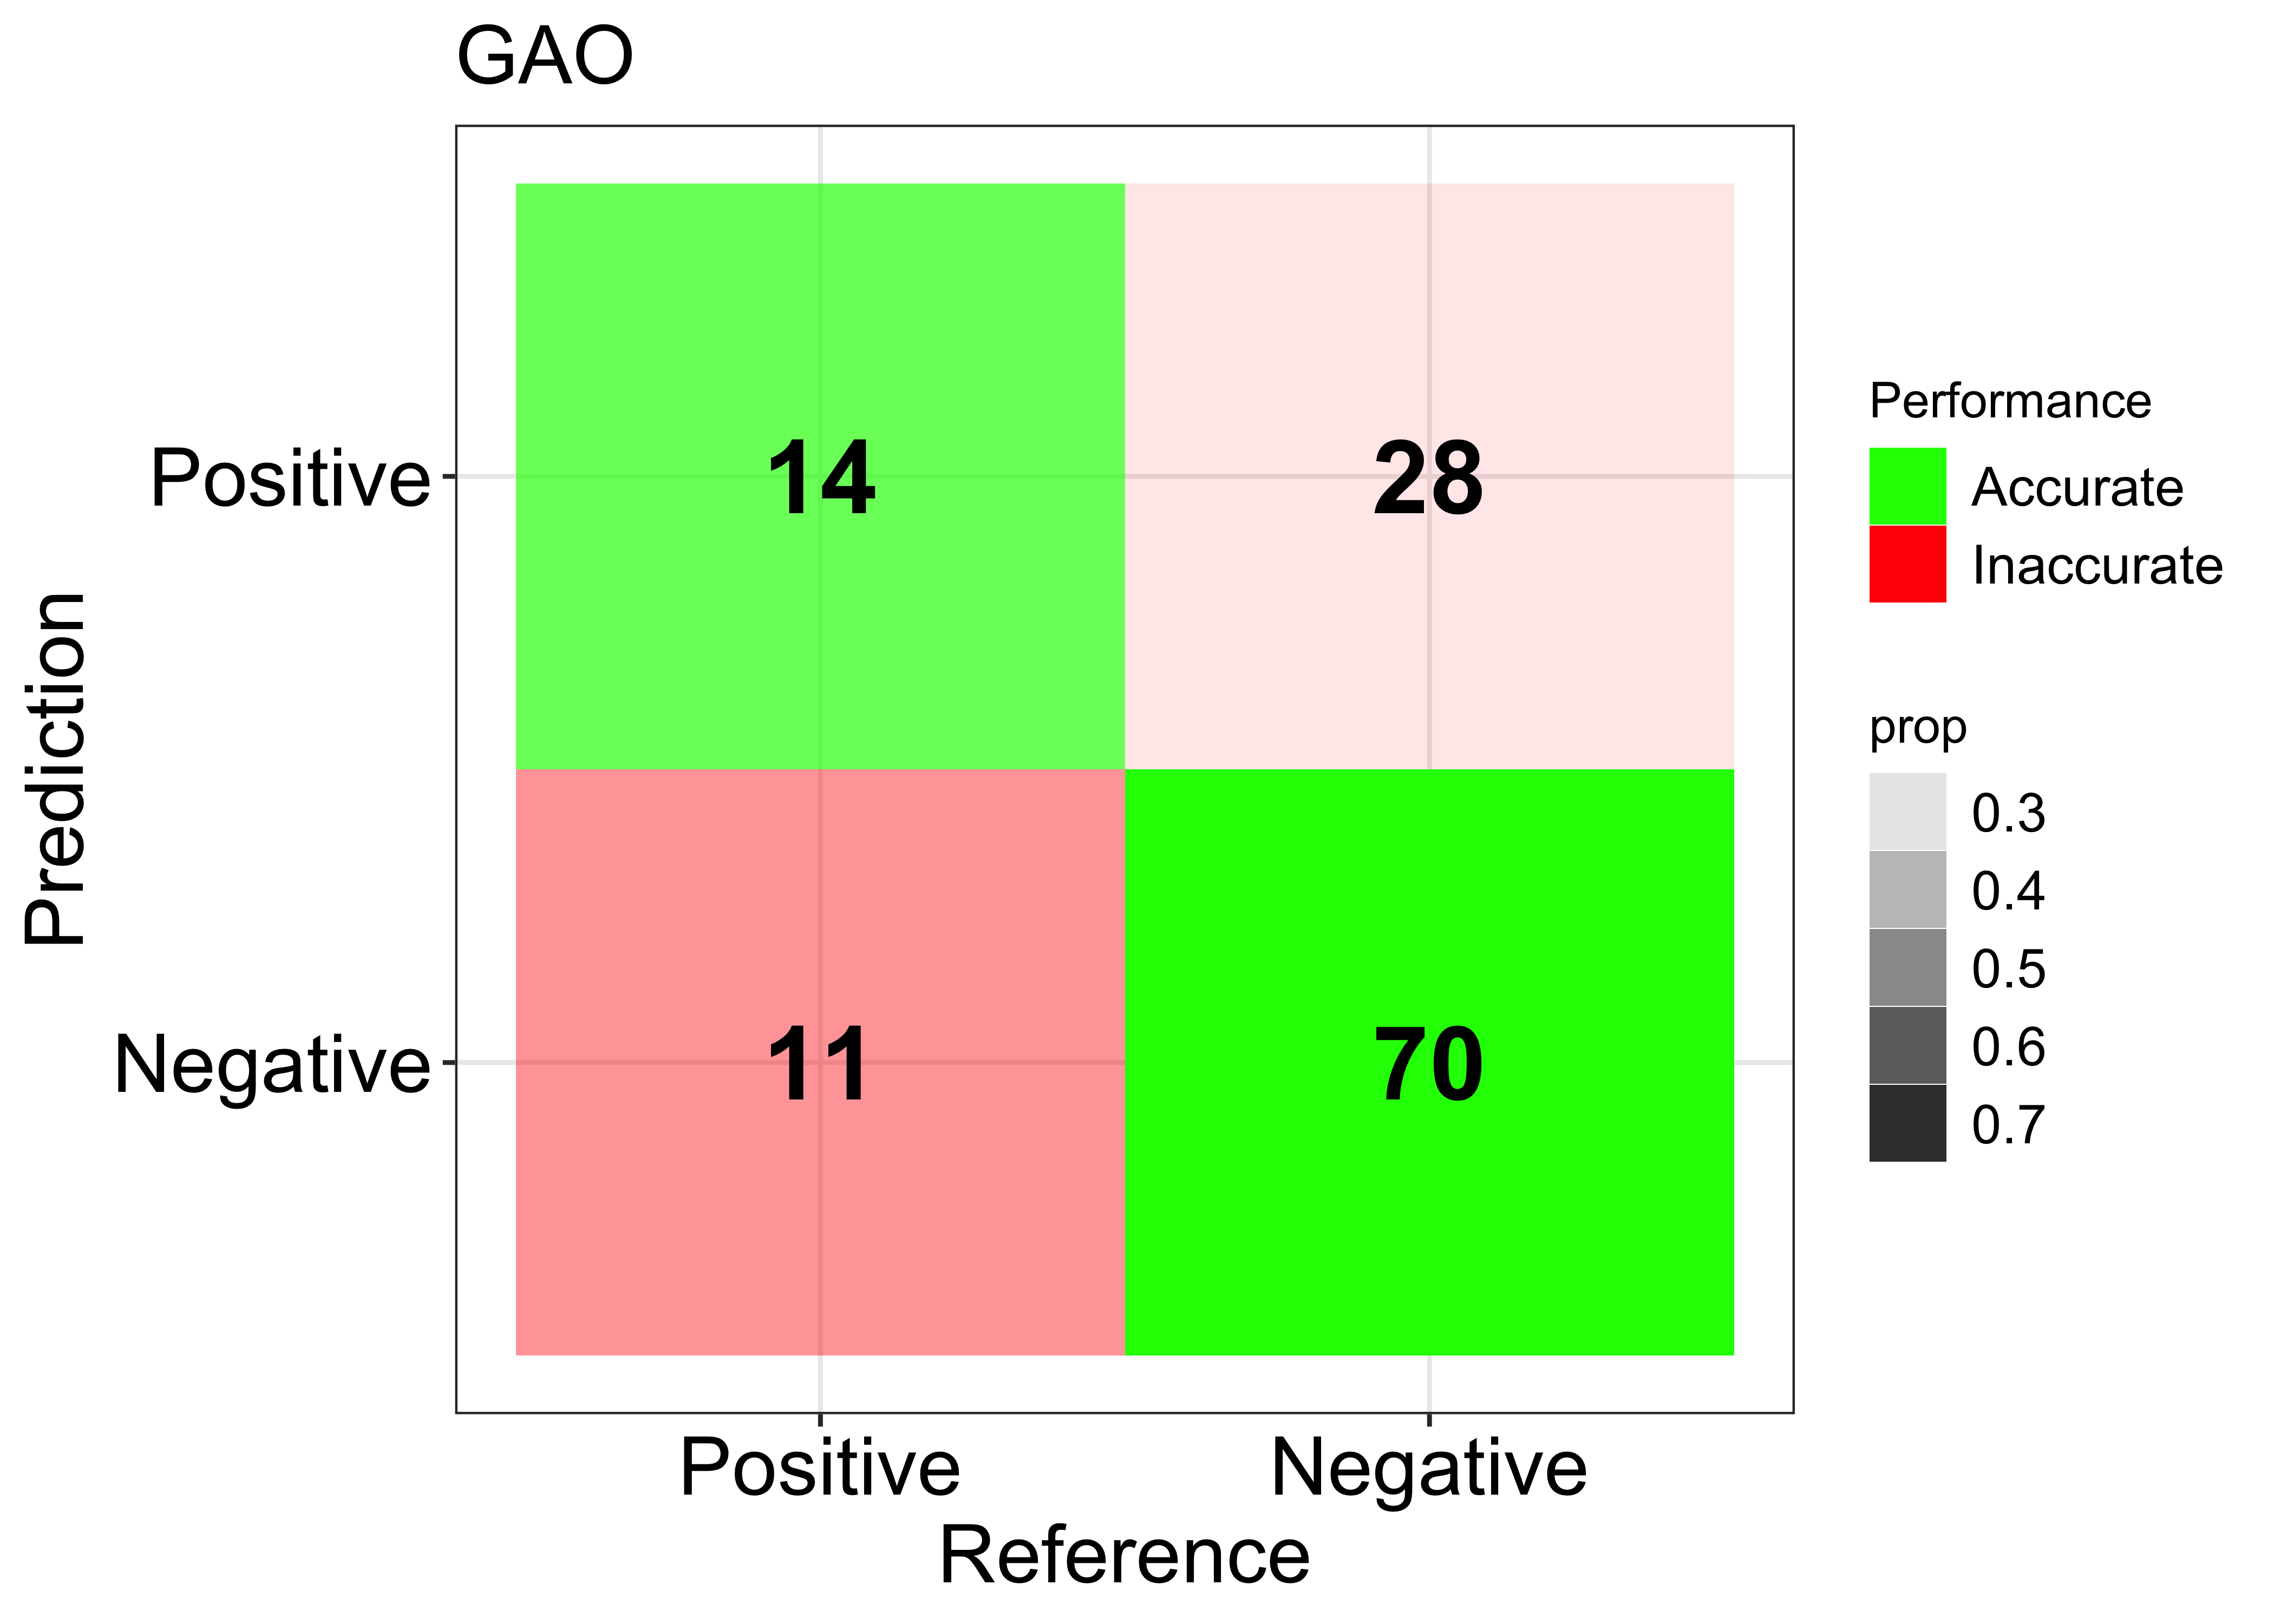 GAO
Prediction
Positive
Negative
14
28
11
70
Positive
Negative
Reference
Performance
Accurate
Inaccurate
prop
0.3
0.4
0.5
0.6
0.7